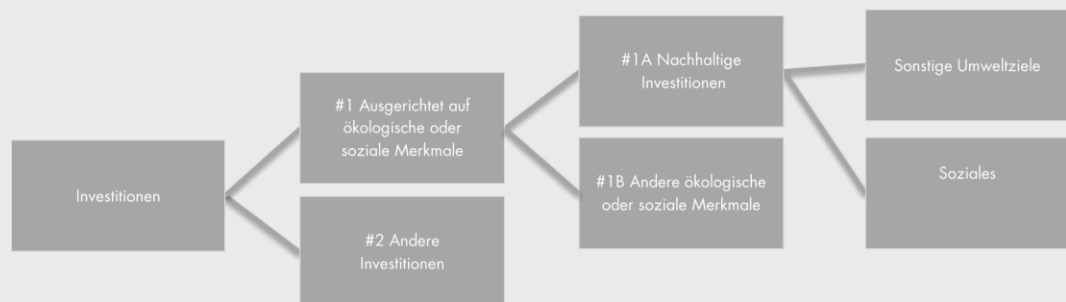 Investitionen
#1 Ausgerichtet auf
ökologische oder
soziale Merkmale
#2 Andere
Investitionen
#1A Nachhaltige
Investitionen
#1B Andere ökologische
oder soziale Merkmale
Sonstige Umweltziele
Soziales